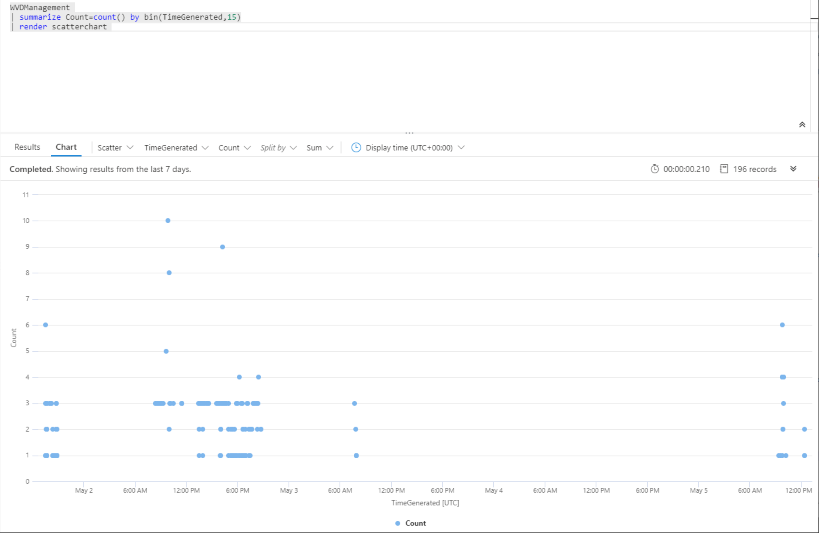 WVDManagement
| summarize Count=count() by bin(TimeGenerated,15)
| render scatterchart
Results Chart Scatter TimeGenerated Count Split by Sum Display time (UTC+00:00)
Completed. Showing results from the last 7 days. 00:00:00.210 196 records
11
10
9
8
7
6
5
4
3
2
1
0
Count
May 2 6:00 AM 12:00 PM 6:00 PM May 3 6:00 AM 12:00 PM 6:00 PM May 4 6:00 AM 12:00 PM 6:00 PM May 5 6:00 AM 12:00 PM
TimeGenerated [UTC]
Count